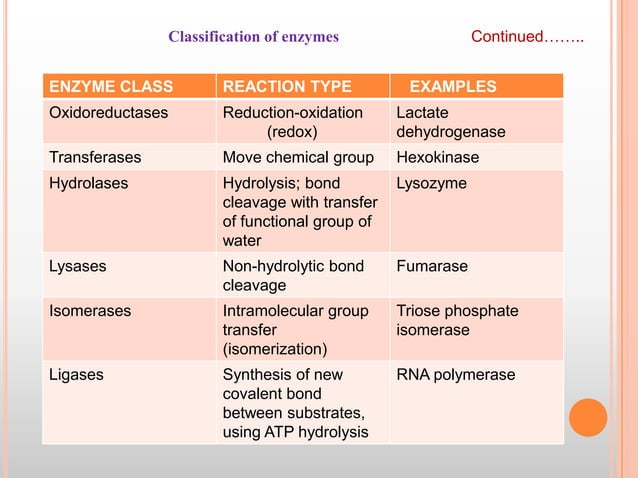 Classification of enzymes
Continued……..
ENZYME CLASS REACTION TYPE EXAMPLES
Oxidoreductases Reduction-oxidation Lactate
(redox) dehydrogenase
Transferases Move chemical group Hexokinase
Hydrolases Hydrolysis; bond Lysozyme
cleavage with transfer
of functional group of
water
Lysases Non-hydrolytic bond Fumarase
cleavage
Isomerases Intramolecular group Triose phosphate
transfer isomerase
(isomerization)
Ligases Synthesis of new RNA polymerase
covalent bond
between substrates,
using ATP hydrolysis